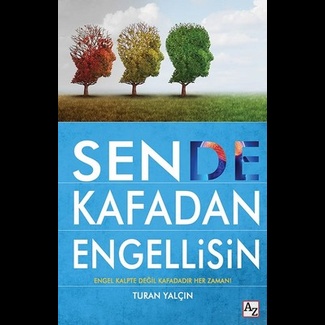 SENDE
KAFADAN
ENGELLİSİN
ENGEL KALPTE DEĞİL KAFADADIR HER ZAMAN!
TURAN YALÇIN
AZ